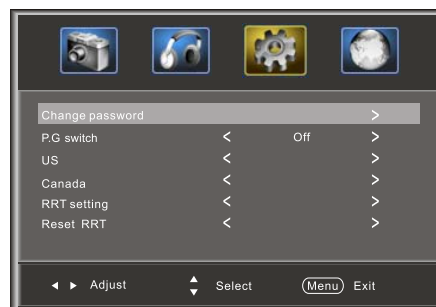 Change password >
P.G switch < Off >
US < >
Canada < >
RRT setting < >
Reset RRT < >
Adjust Select Menu Exit